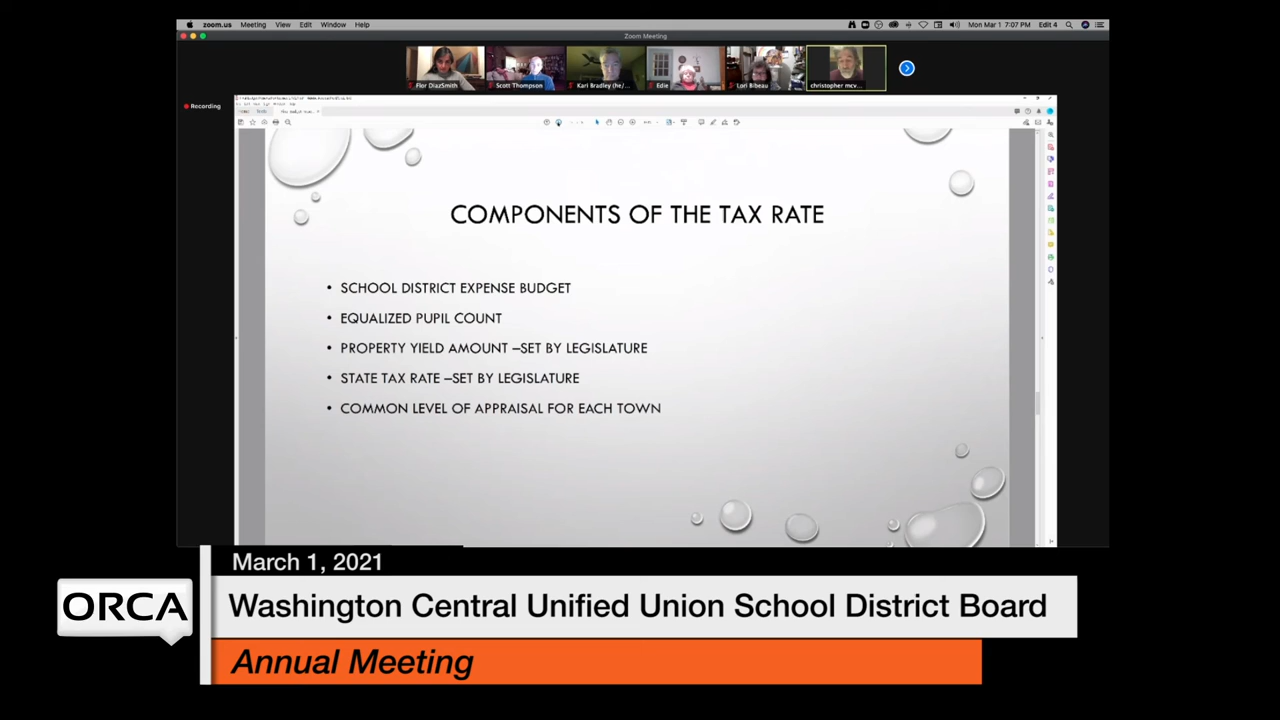 zoom.us Meeting View Edit Window Help
Mon Mar 1 7:07 PM Edit 4
Zoom Meeting
Flor DiazSmith
Scott Thompson
Kari Bradley (he/...
Edie
Lori Bibeau
christopher mcv...
Recording
COMPONENTS OF THE TAX RATE
• SCHOOL DISTRICT EXPENSE BUDGET
• EQUALIZED PUPIL COUNT
• PROPERTY YIELD AMOUNT –SET BY LEGISLATURE
• STATE TAX RATE –SET BY LEGISLATURE
• COMMON LEVEL OF APPRAISAL FOR EACH TOWN
March 1, 2021
ORCA
Washington Central Unified Union School District Board
Annual Meeting